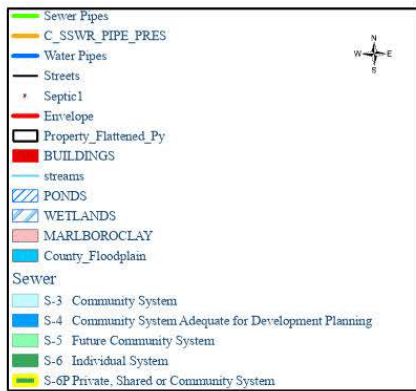 Sewer Pipes
C_SSWR_PIPE_PRES
Water Pipes
Streets
Septic1
Envelope
Property_Flattened_Py
BUILDINGS
streams
PONDS
WETLANDS
MARLBOROCLAY
County_Floodplain
Sewer
S-3 Community System
S-4 Community System Adequate for Development Planning
S-5 Future Community System
S-6 Individual System
S-6P Private, Shared or Community System
N
W E
S